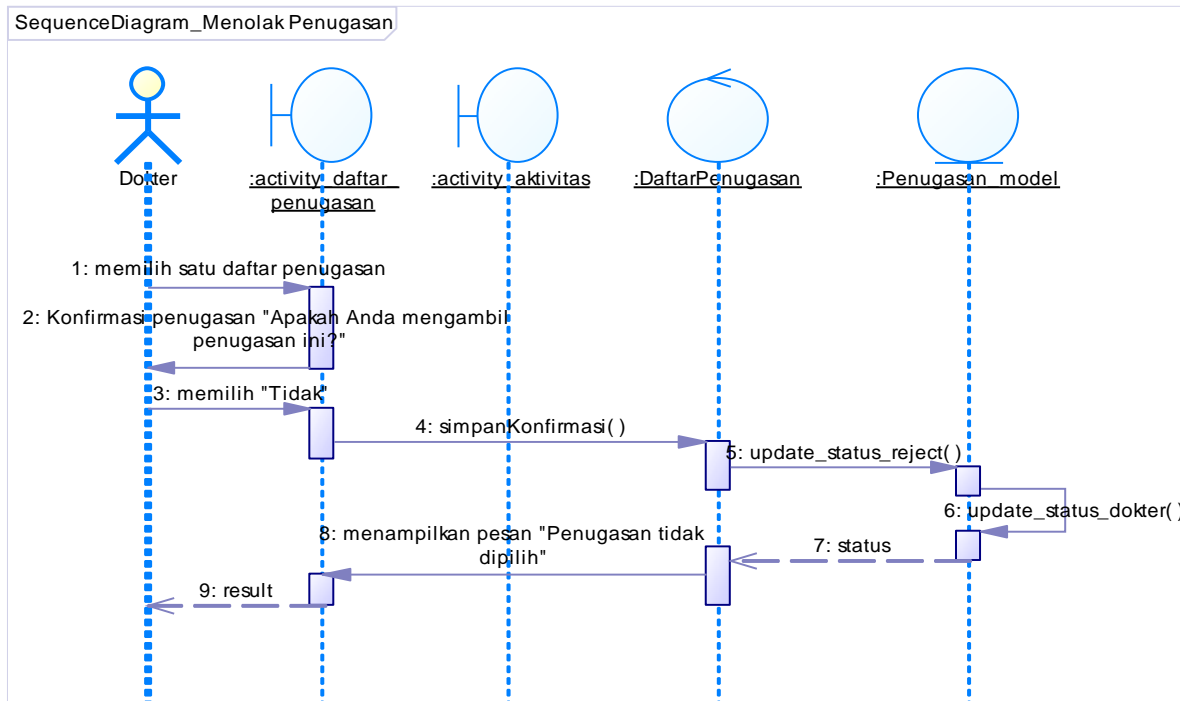 SequenceDiagram_Menolak Penugasan
Dokter
:activity_daftar_
penugasan
:activity_aktivitas
:DaftarPenugasan
:Penugasan_model
1: memilih satu daftar penugasan
2: Konfirmasi penugasan "Apakah Anda mengambil
penugasan ini?"
3: memilih "Tidak"
4: simpanKonfirmasi( )
5: update_status_reject( )
6: update_status_dokter( )
7: status
8: menampilkan pesan "Penugasan tidak
dipilih"
9: result